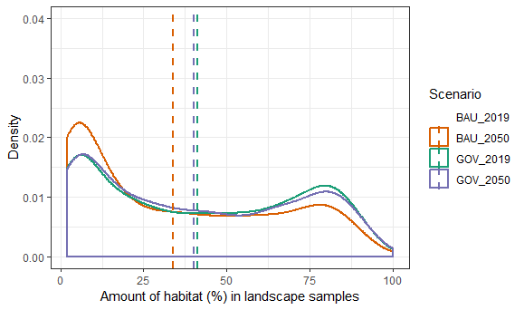 0.04
0.03
0.02
0.01
0.00
Density
0
25
50
75
100
Amount of habitat (%) in landscape samples
Scenario
BAU_2019
BAU_2050
GOV_2019
GOV_2050